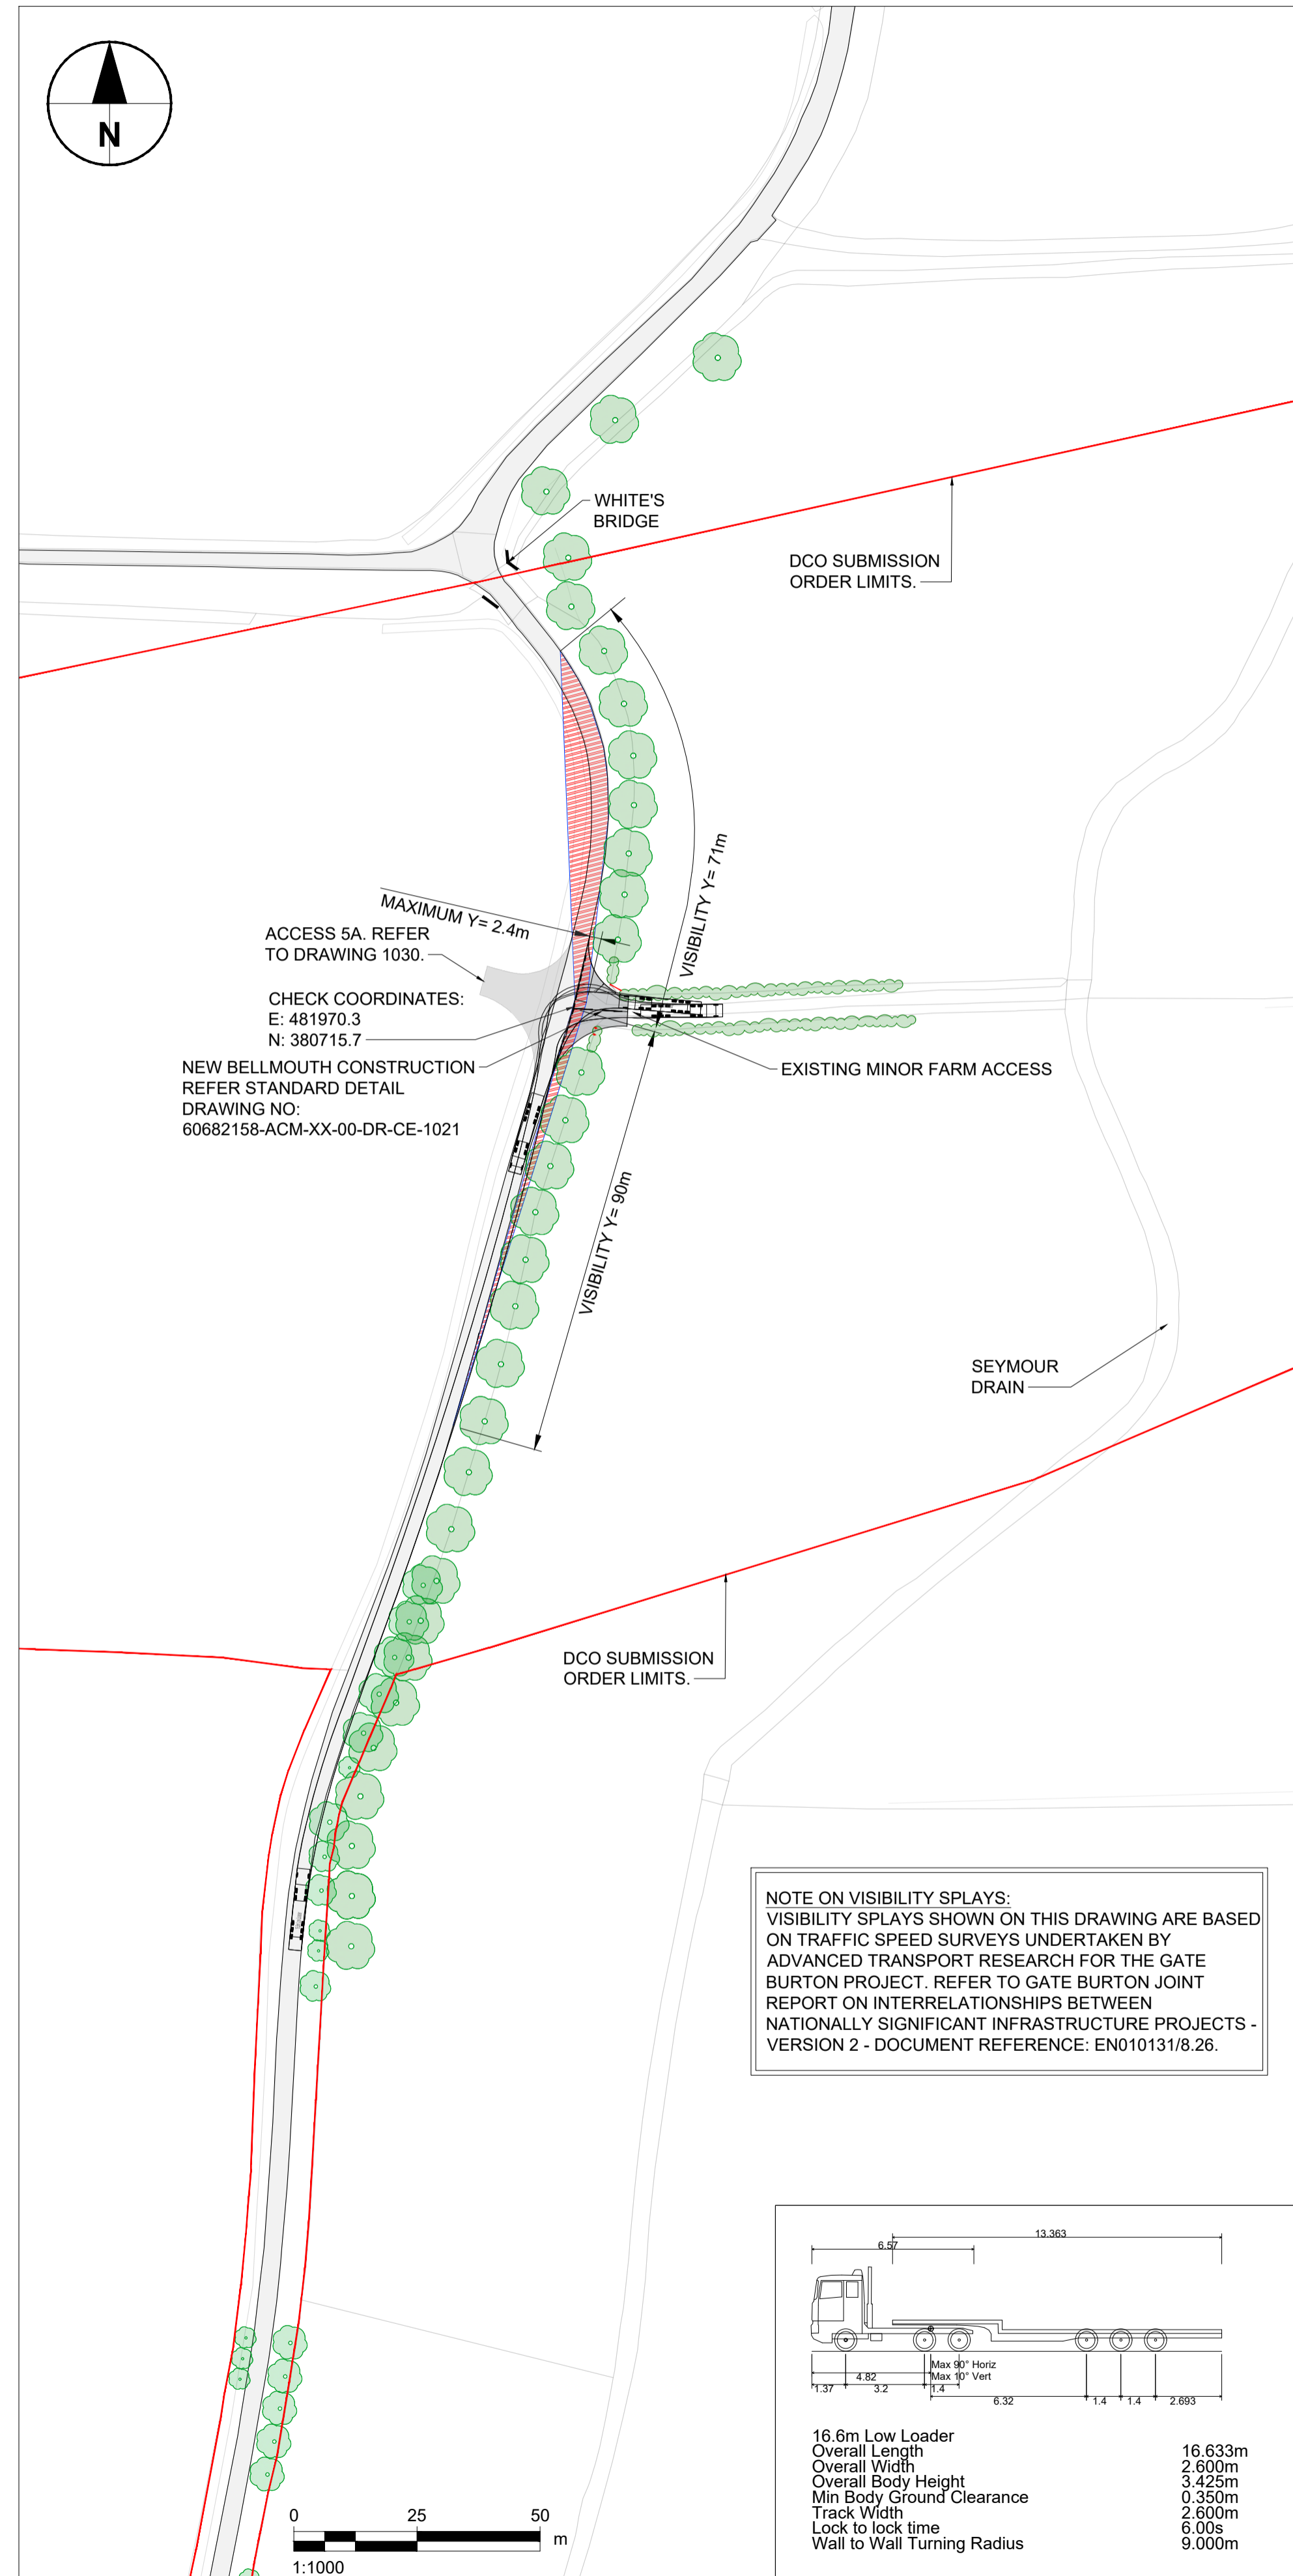 N
WHITE'S
BRIDGE
DCO SUBMISSION
ORDER LIMITS.
VISIBILITY Y= 71m
MAXIMUM Y= 2.4m
ACCESS 5A. REFER
TO DRAWING 1030.
CHECK COORDINATES:
E: 481970.3
N: 380715.7
NEW BELLMOUTH CONSTRUCTION
REFER STANDARD DETAIL
DRAWING NO:
60682158-ACM-XX-00-DR-CE-1021
EXISTING MINOR FARM ACCESS
VISIBILITY Y= 90m
SEYMOUR
DRAIN
DCO SUBMISSION
ORDER LIMITS.
NOTE ON VISIBILITY SPLAYS:
VISIBILITY SPLAYS SHOWN ON THIS DRAWING ARE BASED
ON TRAFFIC SPEED SURVEYS UNDERTAKEN BY
ADVANCED TRANSPORT RESEARCH FOR THE GATE
BURTON PROJECT. REFER TO GATE BURTON JOINT
REPORT ON INTERRELATIONSHIPS BETWEEN
NATIONALLY SIGNIFICANT INFRASTRUCTURE PROJECTS -
VERSION 2 - DOCUMENT REFERENCE: EN010131/8.26.
13.363
6.57
Max 90° Horiz
Max 10° Vert
4.82
1.37 3.2 1.4 6.32 1.4 1.4 2.693
16.6m Low Loader
Overall Length 16.633m
Overall Width 2.600m
Overall Body Height 3.425m
Min Body Ground Clearance 0.350m
Track Width 2.600m
Lock to lock time 6.00s
Wall to Wall Turning Radius 9.000m
0 25 50
m
1:1000